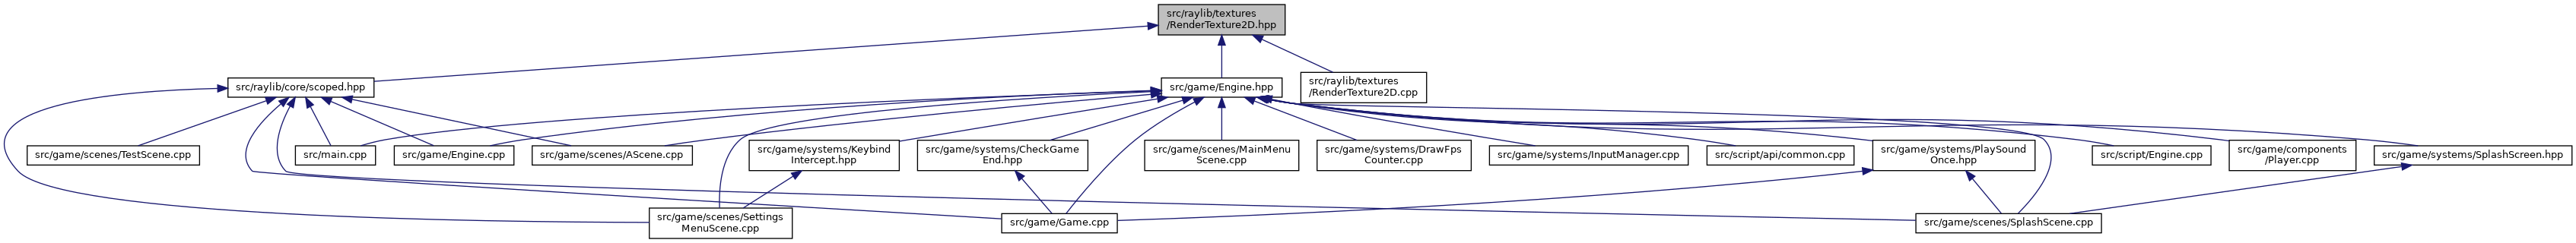 src/raylib/textures
/RenderTexture2D.hpp
src/raylib/core/scoped.hpp
src/game/Engine.hpp
src/raylib/textures
/RenderTexture2D.cpp
src/game/scenes/TestScene.cpp
src/main.cpp
src/game/Engine.cpp
src/game/scenes/AScene.cpp
src/game/systems/Keybind
Intercept.hpp
src/game/systems/CheckGame
End.hpp
src/game/scenes/MainMenu
Scene.cpp
src/game/systems/DrawFps
Counter.cpp
src/game/systems/InputManager.cpp
src/script/api/common.cpp
src/game/systems/PlaySound
Once.hpp
src/script/Engine.cpp
src/game/components
/Player.cpp
src/game/systems/SplashScreen.hpp
src/game/scenes/Settings
MenuScene.cpp
src/game/Game.cpp
src/game/scenes/SplashScene.cpp